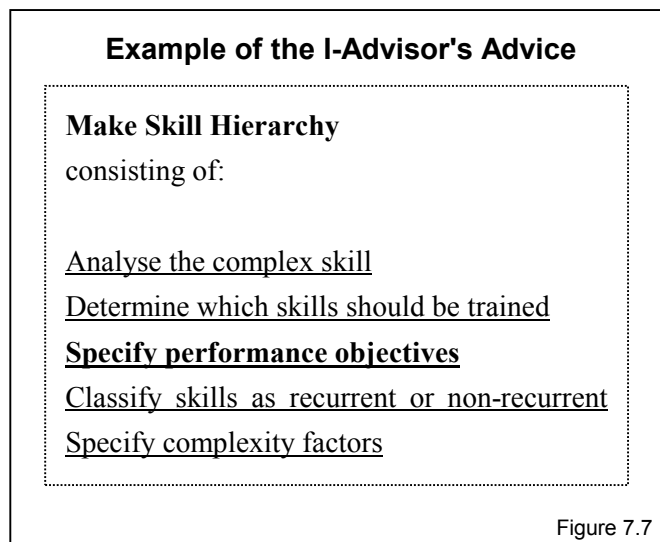 Example of the I-Advisor's Advice
Make Skill Hierarchy
consisting of:
Analyse the complex skill
Determine which skills should be trained
Specify performance objectives
Classify skills as recurrent or non-recurrent
Specify complexity factors
Figure 7.7